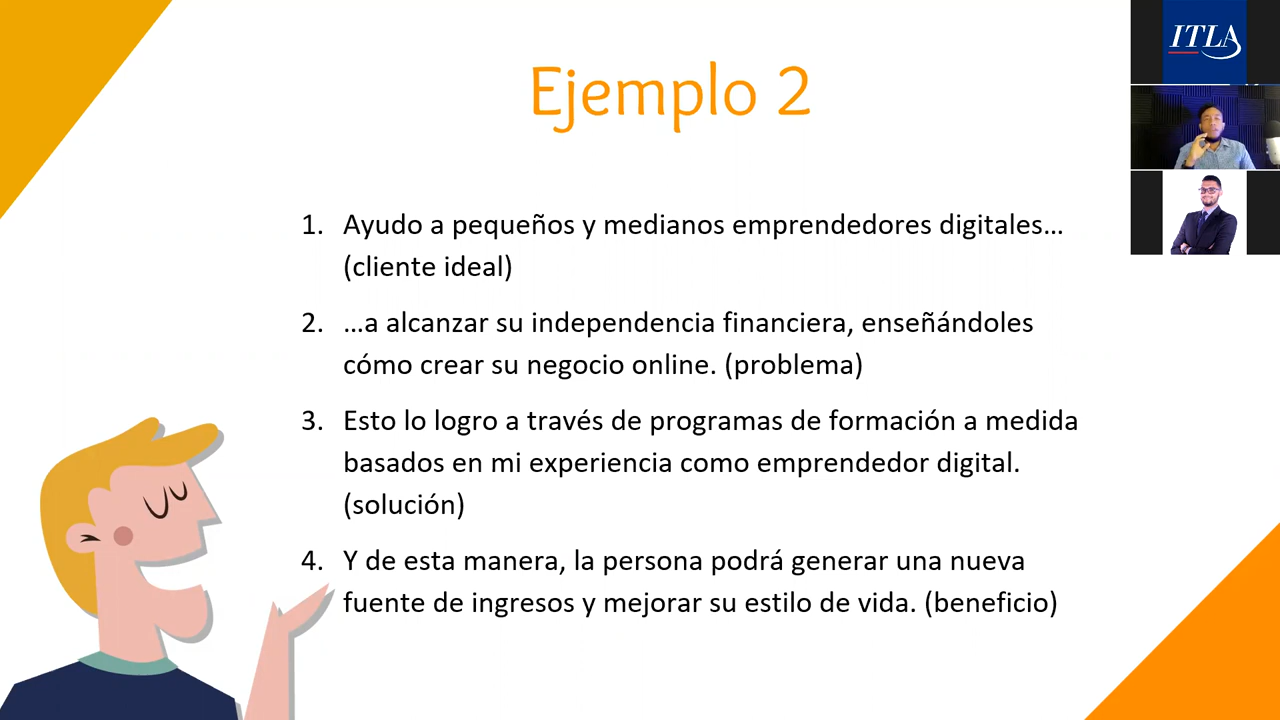 ITLA
Ejemplo 2
1. Ayudo a pequeños y medianos emprendedores digitales...
(cliente ideal)
2. ...a alcanzar su independencia financiera, enseñándoles
cómo crear su negocio online. (problema)
3. Esto lo logro a través de programas de formación a medida
basados en mi experiencia como emprendedor digital.
(solución)
4. Y de esta manera, la persona podrá generar una nueva
fuente de ingresos y mejorar su estilo de vida. (beneficio)